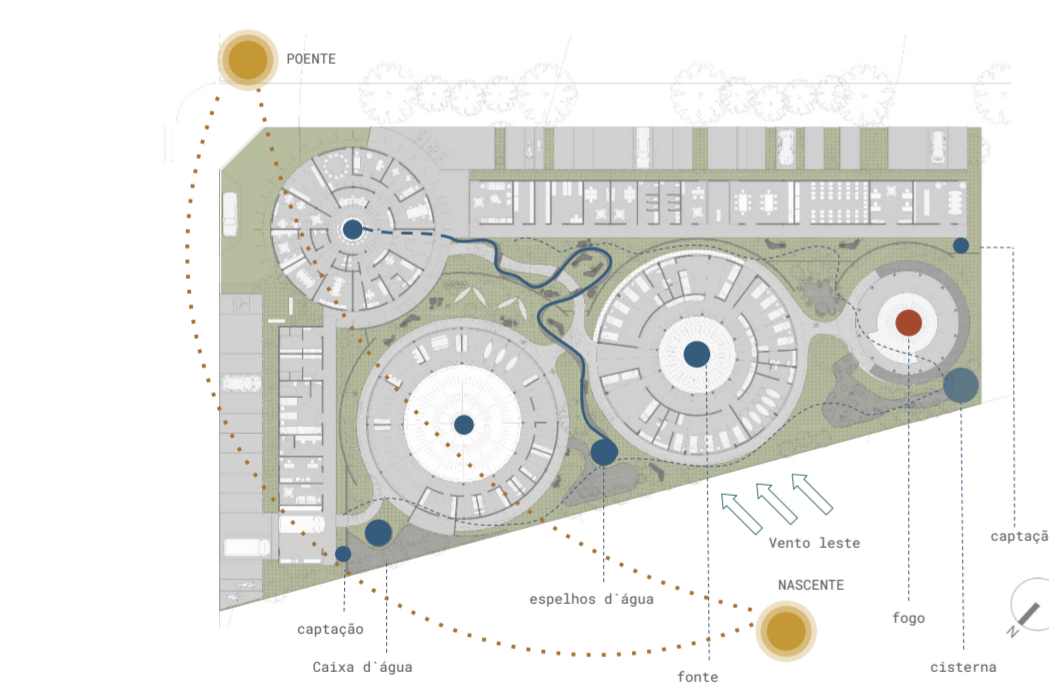 POENTE
captaçã
Vento leste
NASCENTE
espelhos d`água
fogo
captação
N
Caixa d`água
cisterna
fonte